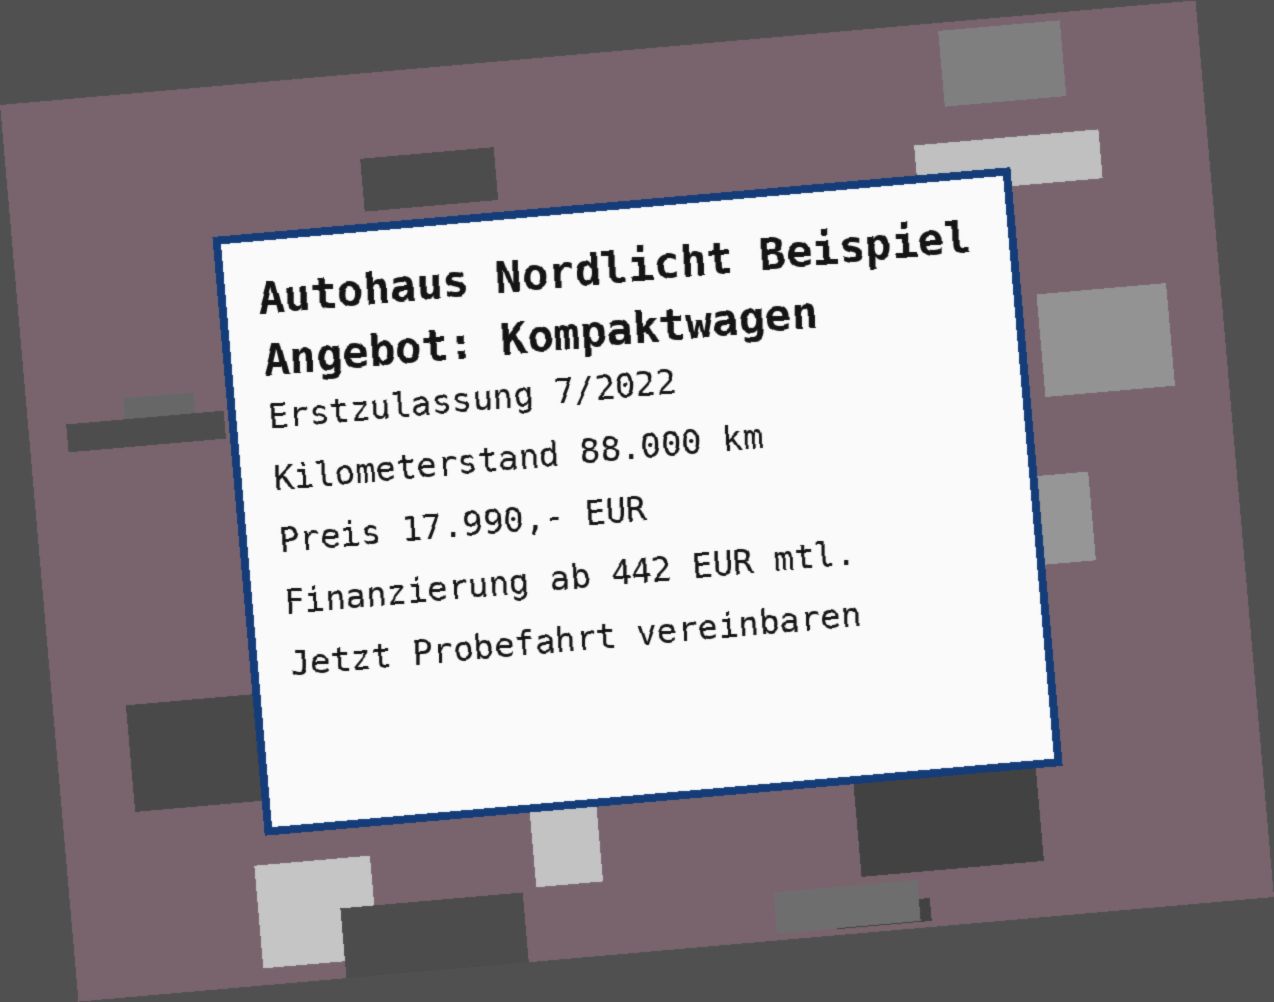 Autohaus Nordlicht Beispiel
Angebot: Kompaktwagen
Erstzulassung 7/2022
Kilometerstand 88.000 km
Preis 17.990,- EUR
Finanzierung ab 442 EUR mtl.
Jetzt Probefahrt vereinbaren